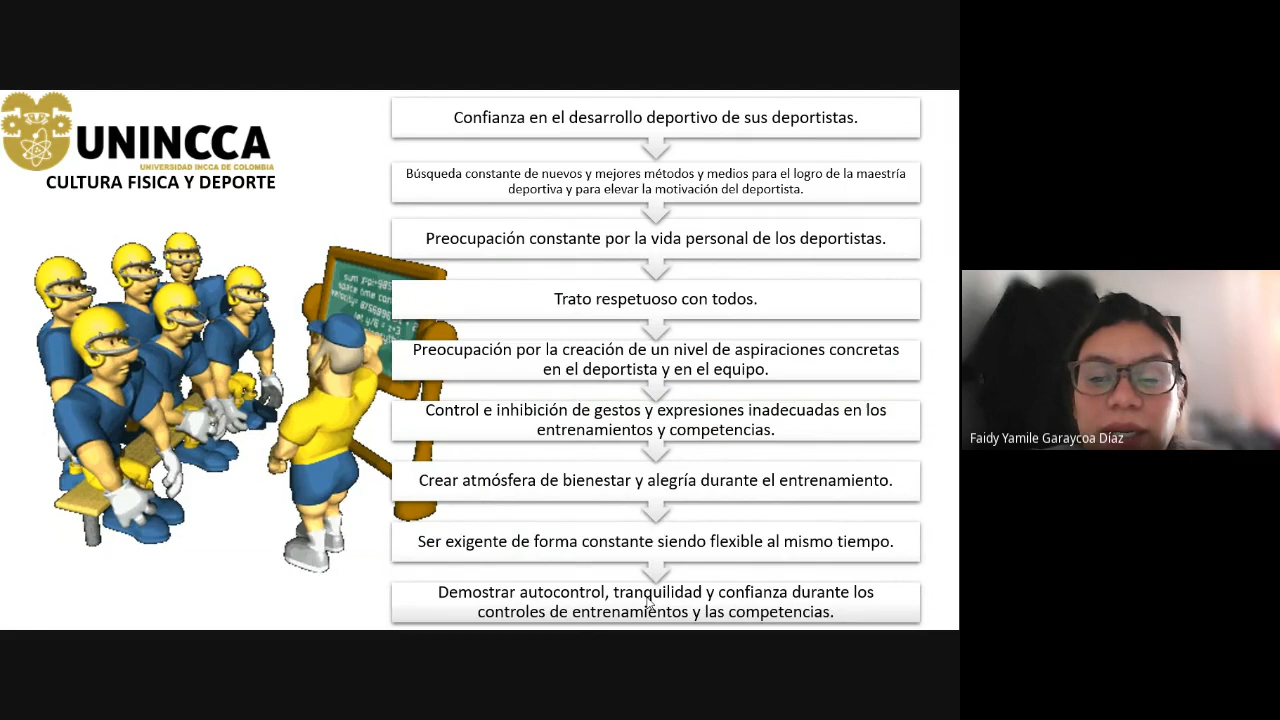 UNINCCA
UNIVERSIDAD INCCA DE COLOMBIA
CULTURA FISICA Y DEPORTE
Confianza en el desarrollo deportivo de sus deportistas.
Búsqueda constante de nuevos y mejores métodos y medios para el logro de la maestría
deportiva y para elevar la motivación del deportista.
Preocupación constante por la vida personal de los deportistas.
Trato respetuoso con todos.
Preocupación por la creación de un nivel de aspiraciones concretas
en el deportista y en el equipo.
Control e inhibición de gestos y expresiones inadecuadas en los
entrenamientos y competencias.
Crear atmósfera de bienestar y alegría durante el entrenamiento.
Ser exigente de forma constante siendo flexible al mismo tiempo.
Demostrar autocontrol, tranquilidad y confianza durante los
controles de entrenamientos y las competencias.
space time con
Faidy Yamile Garaycoa Díaz